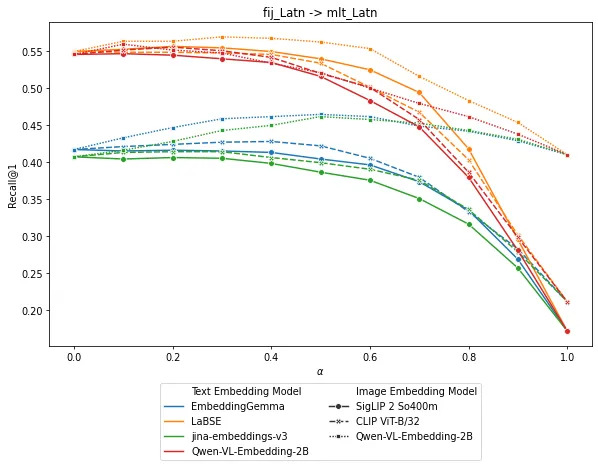 fij_Latn -> mlt_Latn
Recall@1
0.55
0.50
0.45
0.40
0.35
0.30
0.25
0.20
0.0 0.2 0.4 0.6 0.8 1.0
α
Text Embedding Model
EmbeddingGemma
LaBSE
jina-embeddings-v3
Qwen-VL-Embedding-2B
Image Embedding Model
SigLIP 2 So400m
CLIP ViT-B/32
Qwen-VL-Embedding-2B